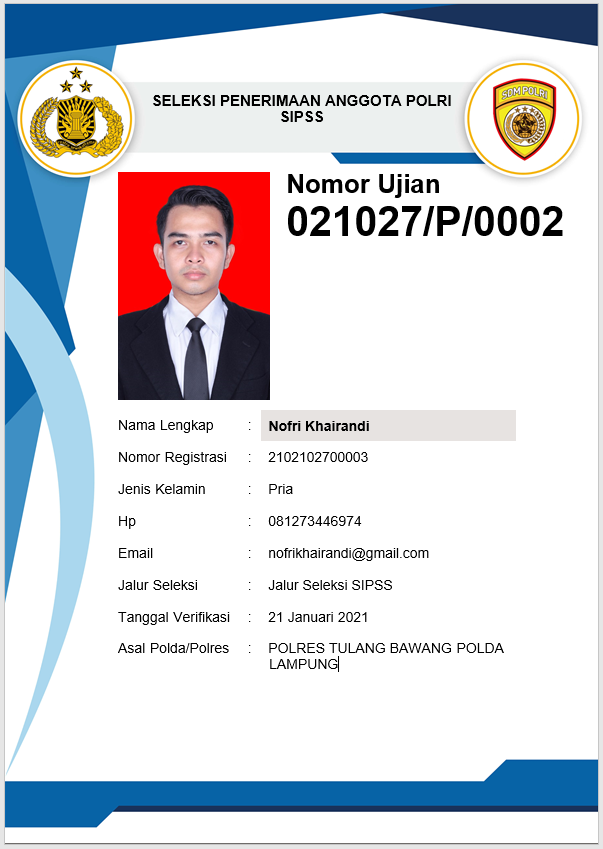 SELEKSI PENERIMAAN ANGGOTA POLRI
SIPSS
SDM POLRI
Nomor Ujian
021027/P/0002
Nama Lengkap : Nofri Khairandi
Nomor Registrasi : 2102102700003
Jenis Kelamin : Pria
Hp : 081273446974
Email : nofrikhairandi@gmail.com
Jalur Seleksi : Jalur Seleksi SIPSS
Tanggal Verifikasi : 21 Januari 2021
Asal Polda/Polres : POLRES TULANG BAWANG POLDA
LAMPUNG